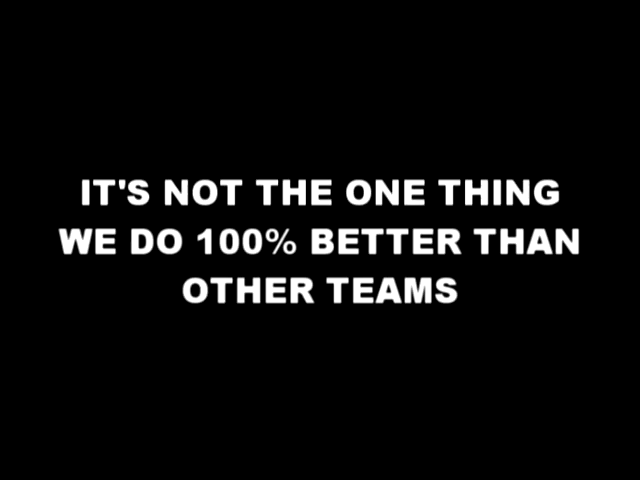 IT'S NOT THE ONE THING
WE DO 100% BETTER THAN
OTHER TEAMS